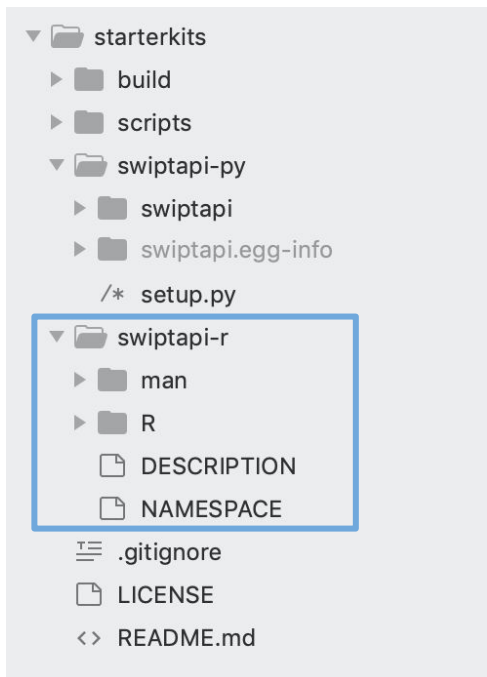 starterkits
build
scripts
swiptapi-py
swiptapi
swiptapi.egg-info
/* setup.py
swiptapi-r
man
R
DESCRIPTION
NAMESPACE
.gitignore
LICENSE
<> README.md